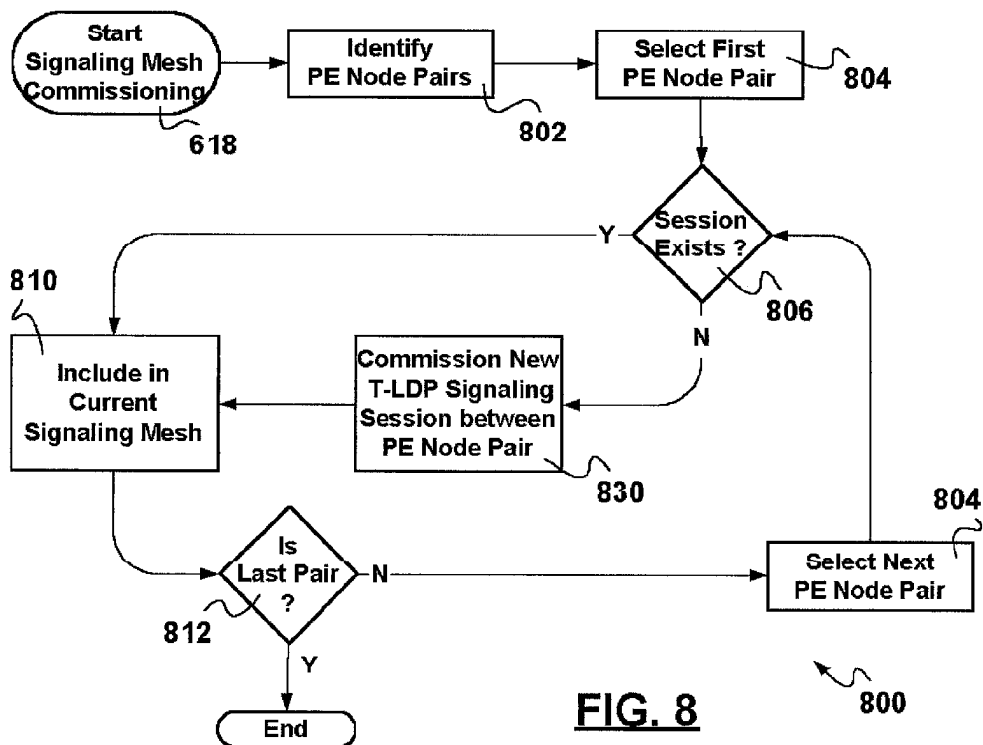 Start
Signaling Mesh
Commissioning
618
Identify
PE Node Pairs
802
Select First
PE Node Pair
804
Session
Exists ?
806
Y
N
810
Include in
Current
Signaling Mesh
Commission New
T-LDP Signaling
Session between
PE Node Pair
830
804
Select Next
PE Node Pair
Is
Last Pair
?
812
N
Y
End
FIG. 8
800